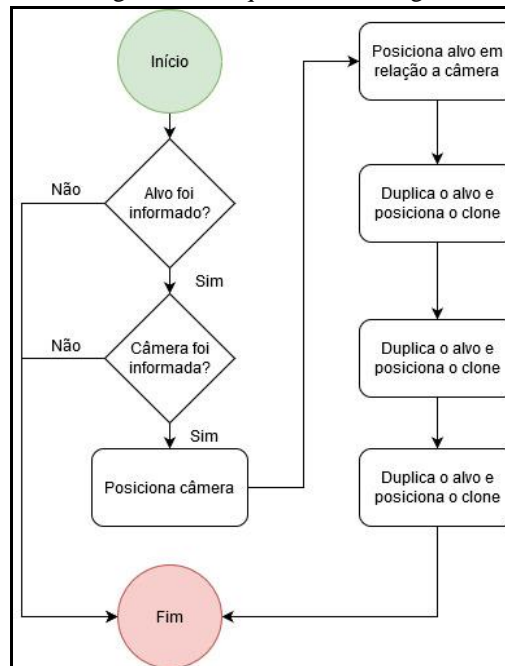 Início
Alvo foi
informado?
Não
Sim
Câmera foi
informada?
Não
Sim
Posiciona câmera
Posiciona alvo em
relação a câmera
Duplica o alvo e
posiciona o clone
Duplica o alvo e
posiciona o clone
Duplica o alvo e
posiciona o clone
Fim